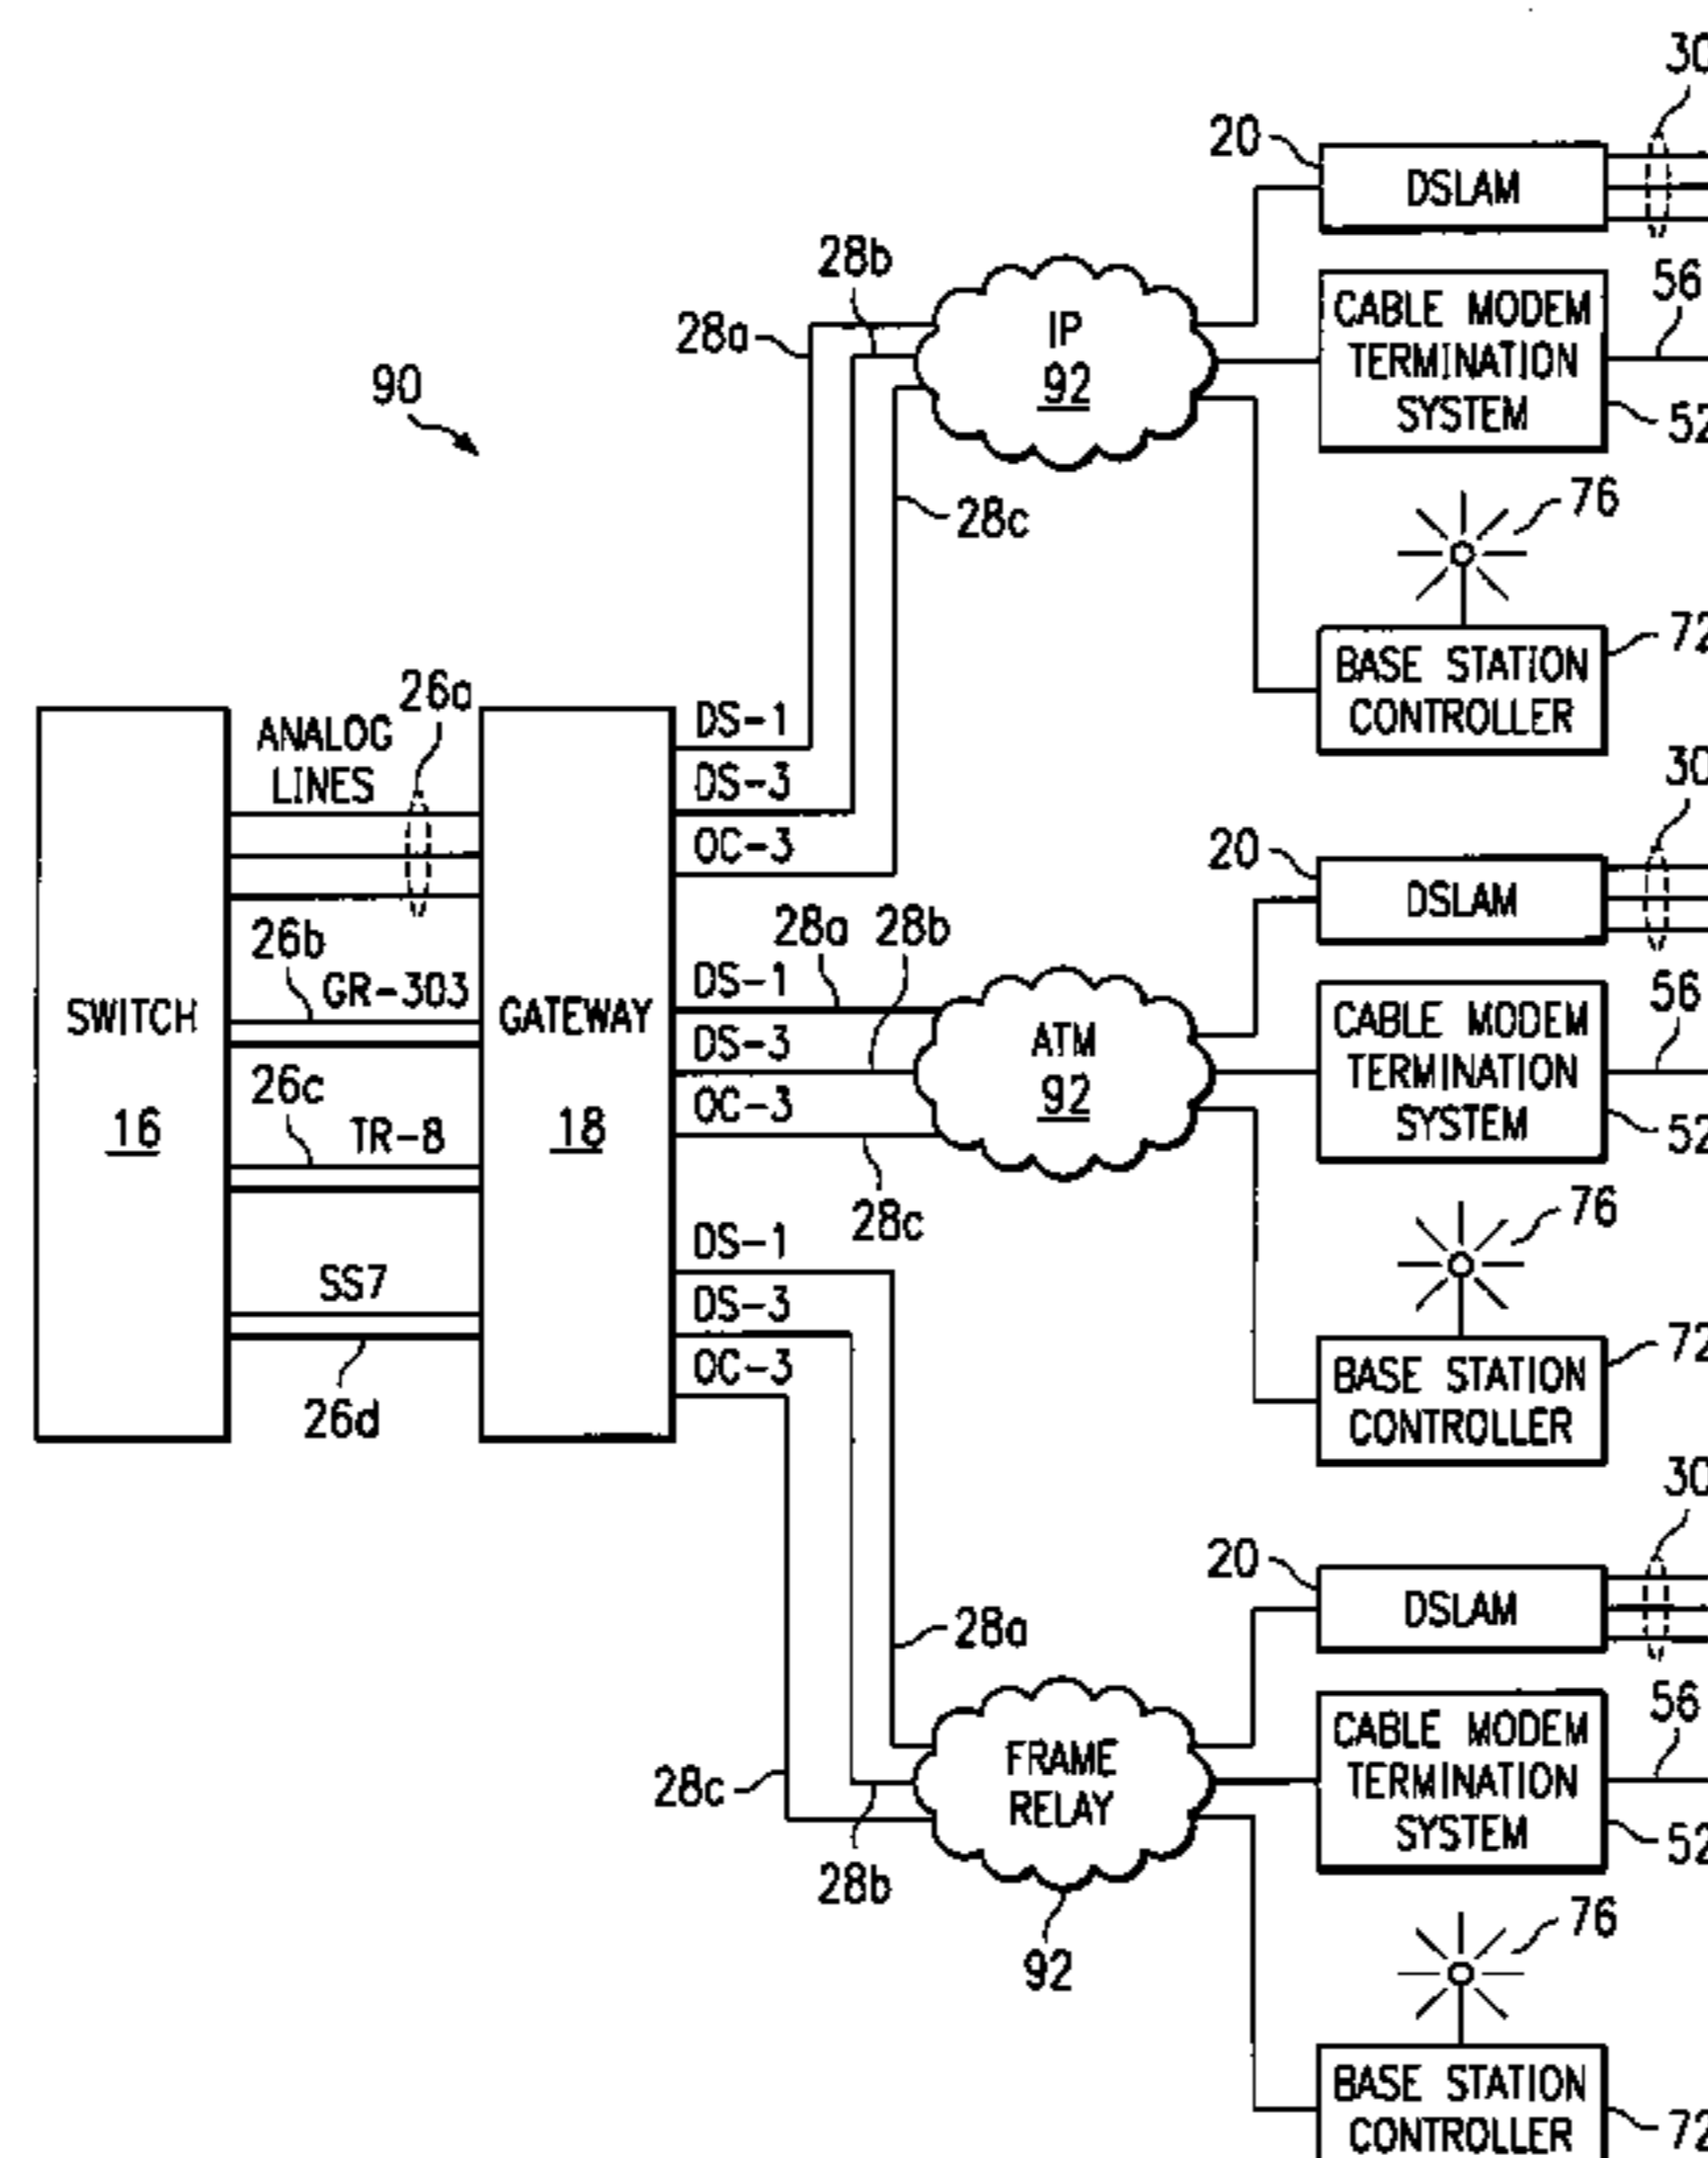 30
20
DSLAM
28b
56
28a
IP
92
CABLE MODEM
TERMINATION
SYSTEM
52
90
28c
76
72
BASE STATION
CONTROLLER
26a
ANALOG
LINES
DS-1
DS-3
OC-3
30
20
DSLAM
26b
GR-303
28a 28b
DS-1
DS-3
OC-3
SWITCH
16
GATEWAY
18
ATM
92
56
CABLE MODEM
TERMINATION
SYSTEM
52
26c
TR-8
28c
76
SS7
26d
DS-1
DS-3
OC-3
72
BASE STATION
CONTROLLER
30
20
DSLAM
28a
56
28c
FRAME
RELAY
CABLE MODEM
TERMINATION
SYSTEM
52
28b
92
76
BASE STATION
CONTROLLER
72